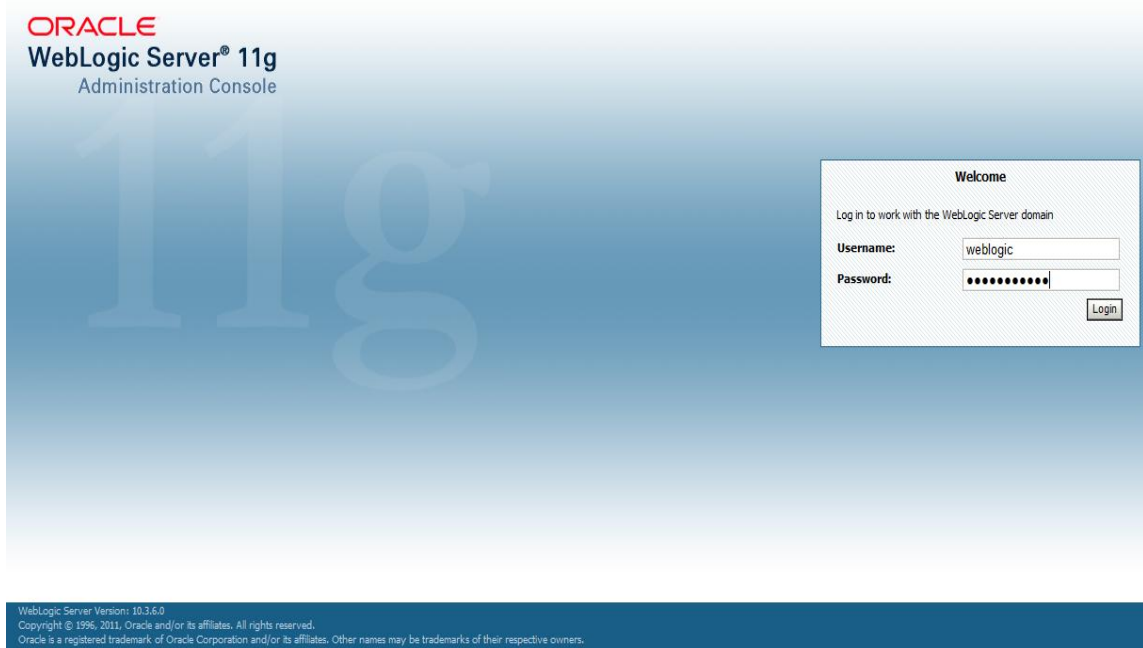 ORACLE
WebLogic Server® 11g
Administration Console
11g
Welcome
Log in to work with the WebLogic Server domain
Username: weblogic
Password: •••••••••••
Login
WebLogic Server Version: 10.3.6.0
Copyright © 1996, 2011, Oracle and/or its affiliates. All rights reserved.
Oracle is a registered trademark of Oracle Corporation and/or its affiliates. Other names may be trademarks of their respective owners.